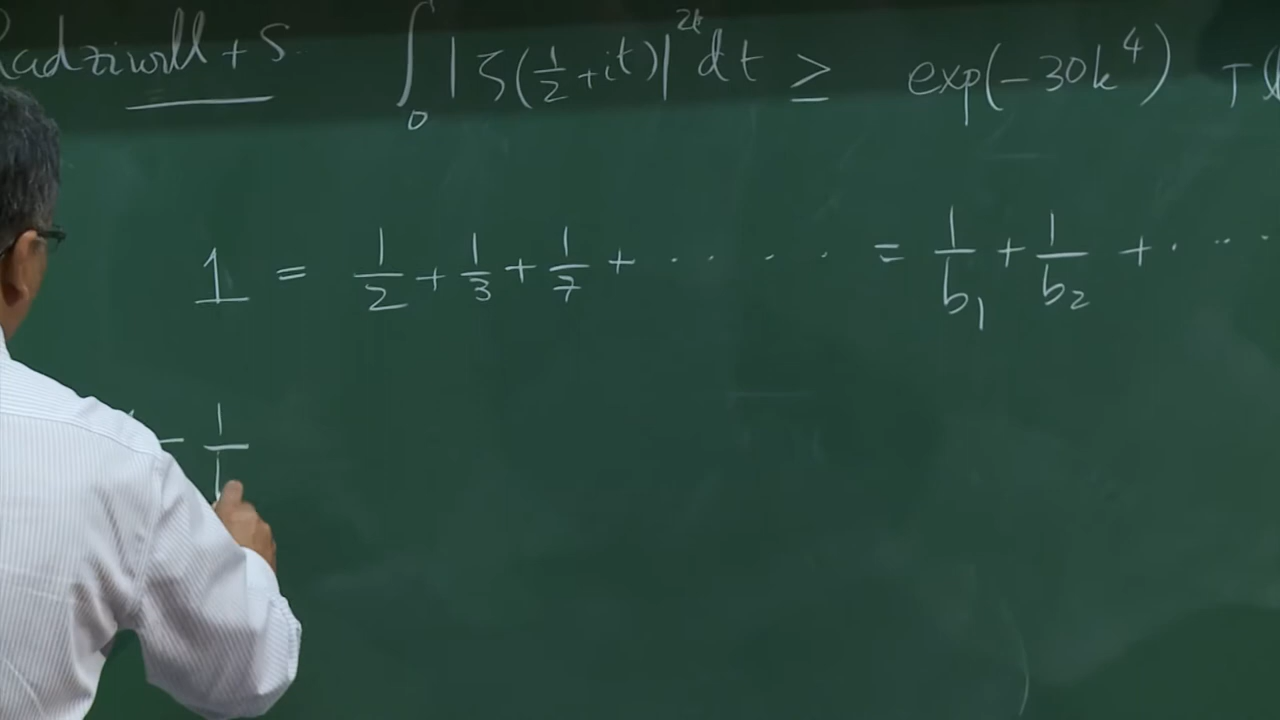 Radziwill + S. ∫₀ |ζ(1/2 + it)|^{2k} dt ≥ exp(-30k⁴) T(
1 = 1/2 + 1/3 + 1/7 + ..... = 1/b₁ + 1/b₂ + ....
- 1/